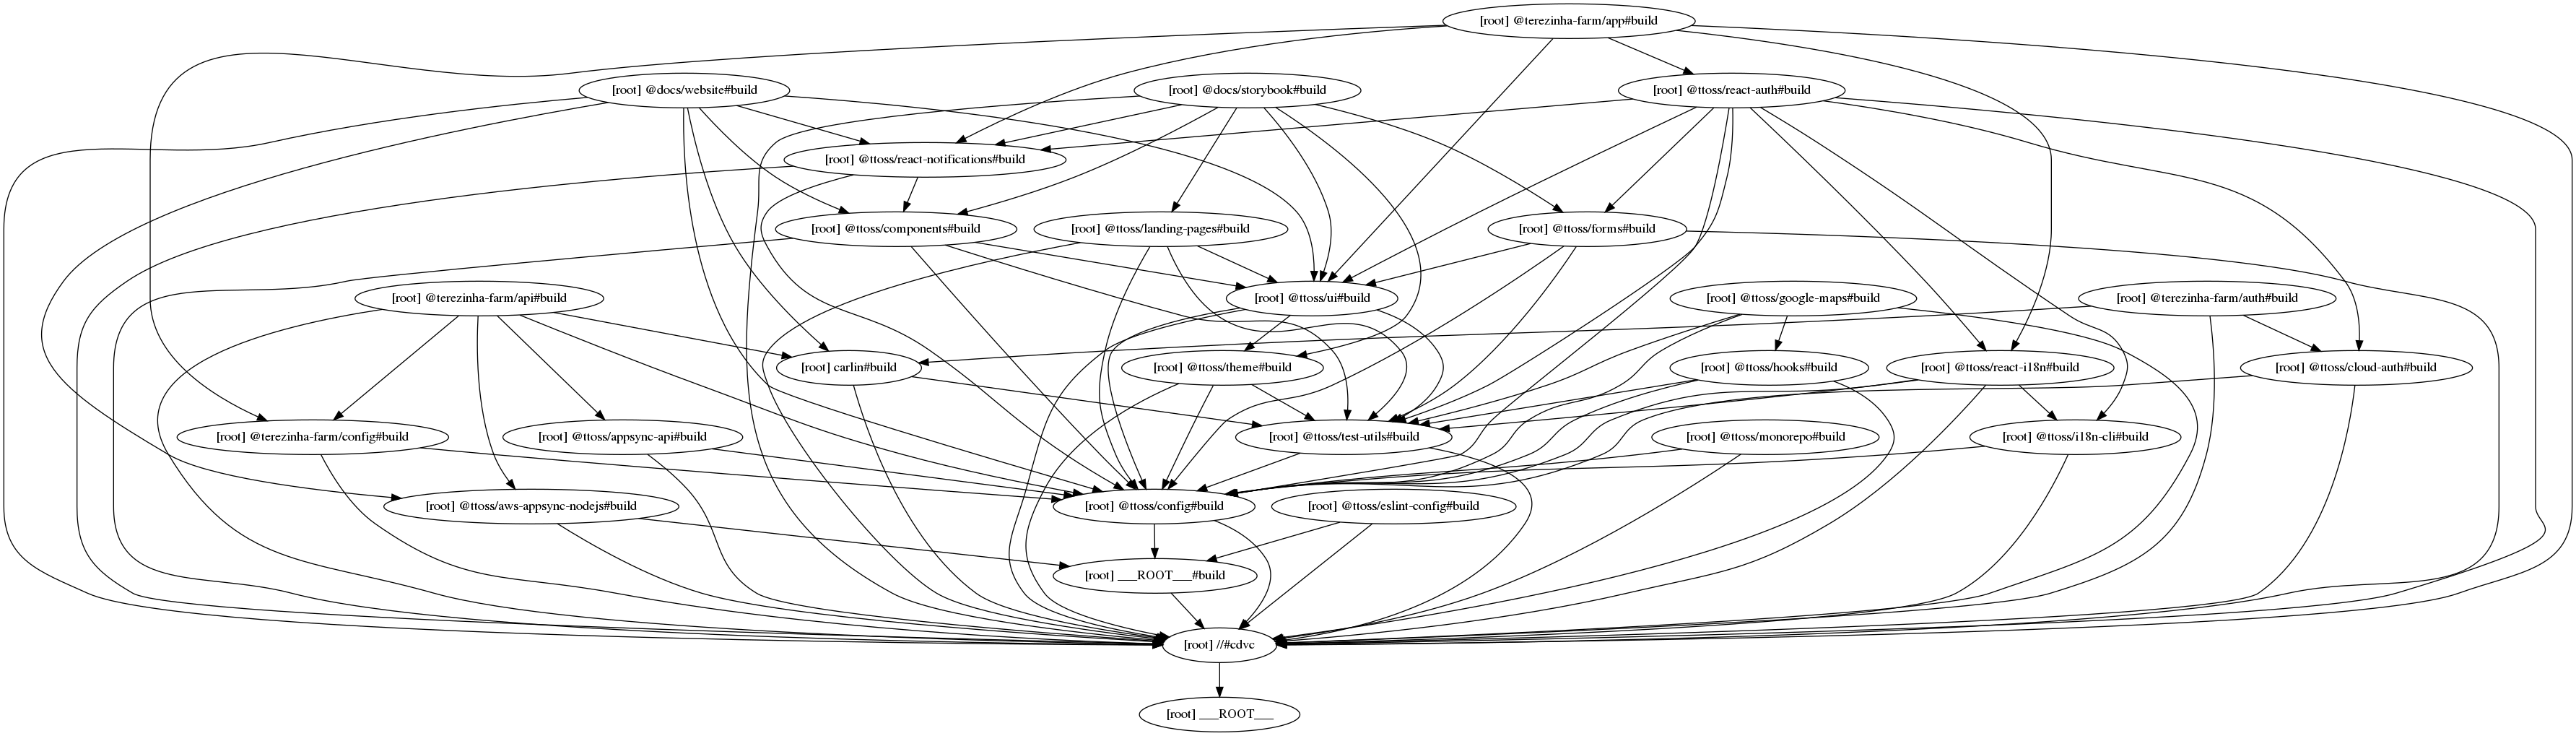 [root] @terezinha-farm/app#build
[root] @docs/website#build
[root] @docs/storybook#build
[root] @ttoss/react-auth#build
[root] @ttoss/react-notifications#build
[root] @ttoss/components#build
[root] @ttoss/landing-pages#build
[root] @ttoss/forms#build
[root] @terezinha-farm/api#build
[root] @ttoss/ui#build
[root] @ttoss/google-maps#build
[root] @terezinha-farm/auth#build
[root] carlin#build
[root] @ttoss/theme#build
[root] @ttoss/hooks#build
[root] @ttoss/react-i18n#build
[root] @ttoss/cloud-auth#build
[root] @terezinha-farm/config#build
[root] @ttoss/appsync-api#build
[root] @ttoss/test-utils#build
[root] @ttoss/monorepo#build
[root] @ttoss/i18n-cli#build
[root] @ttoss/aws-appsync-nodejs#build
[root] @ttoss/config#build
[root] @ttoss/eslint-config#build
[root] ___ROOT___#build
[root] //#cdvc
[root] ___ROOT___